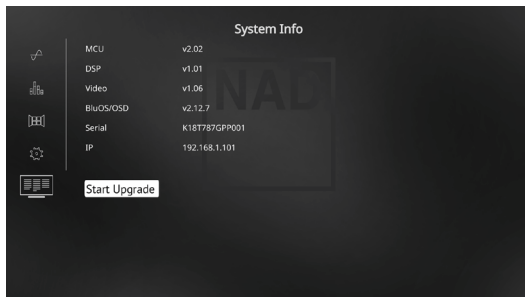 System Info
MCU v2.02
DSP v1.01
Video v1.06
BluOS/OSD v2.12.7
Serial K18T787GPP001
IP 192.168.1.101
NAD
Start Upgrade